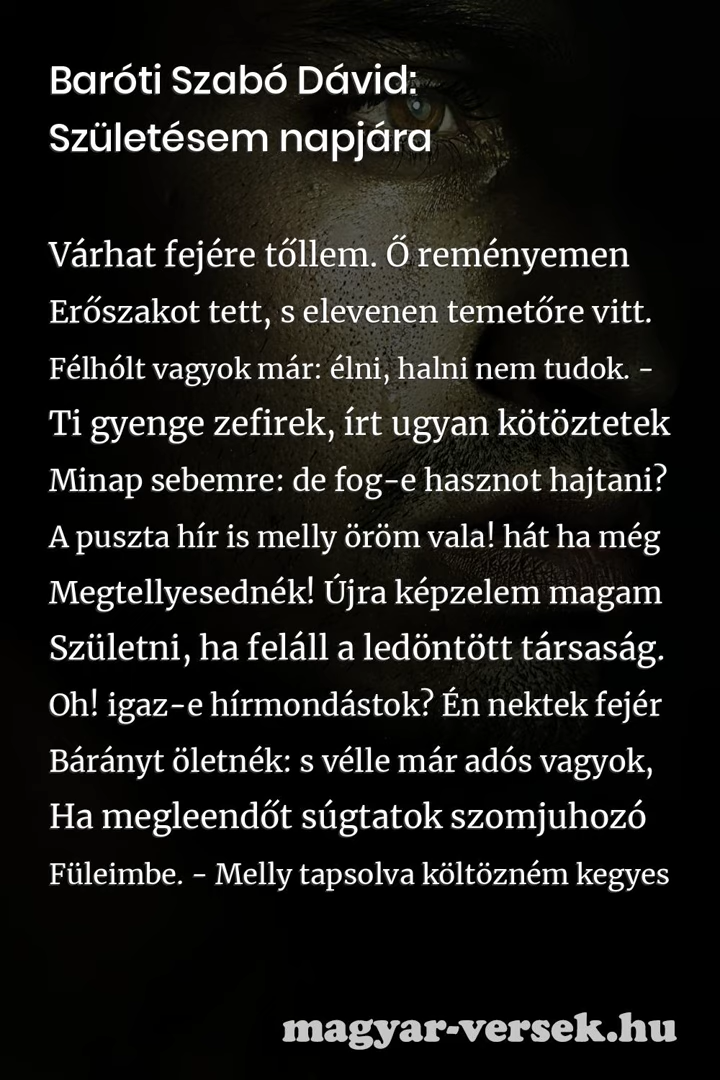 Baróti Szabó Dávid:
Születésem napjára
Várhat fejére tőllem. Ő reményemen
Erőszakot tett, s elevenen temetőre vitt.
Félhólt vagyok már: élni, halni nem tudok. -
Ti gyenge zefirek, írt ugyan kötöztetek
Minap sebemre: de fog-e hasznot hajtani?
A puszta hír is melly öröm vala! hát ha még
Megtellyesednék! Újra képzelem magam
Születni, ha feláll a ledöntött társaság.
Oh! igaz-e hírmondástok? Én nektek fejér
Bárányt öletnék: s vélle már adós vagyok,
Ha megleendőt súgtatok szomjuhozó
Füleimbe. - Melly tapsolva költözném kegyes
magyar-versek.hu